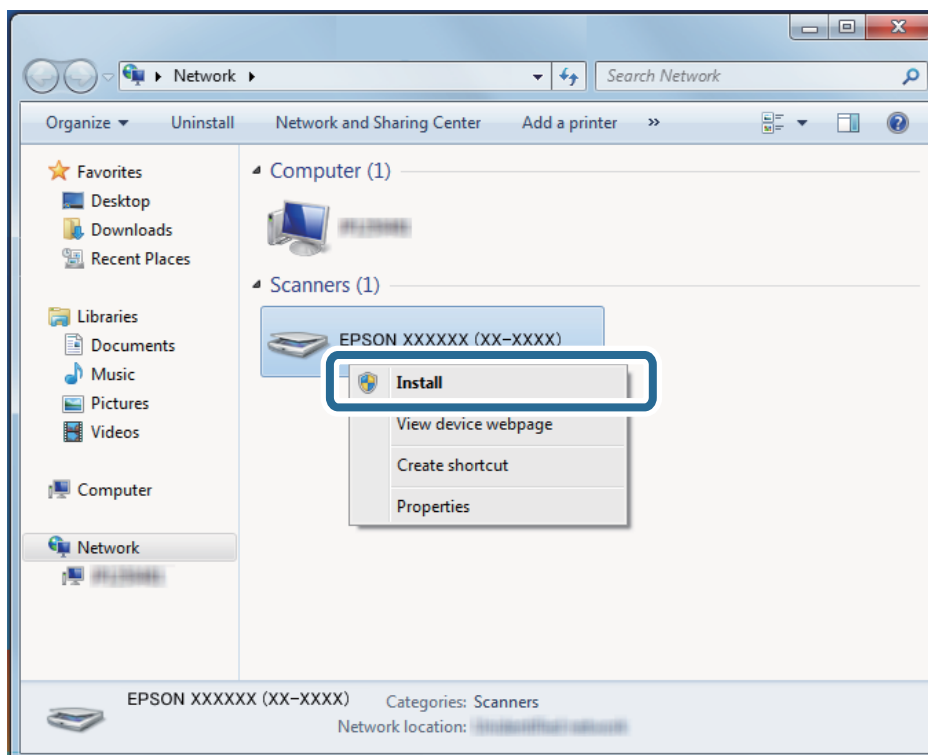 Network
Search Network
Organize Uninstall Network and Sharing Center Add a printer »
Favorites
Desktop
Downloads
Recent Places
Libraries
Documents
Music
Pictures
Videos
Computer
Network
Computer (1)
Scanners (1)
EPSON XXXXXX (XX-XXXX)
Install
View device webpage
Create shortcut
Properties
EPSON XXXXXX (XX-XXXX) Categories: Scanners
Network location: